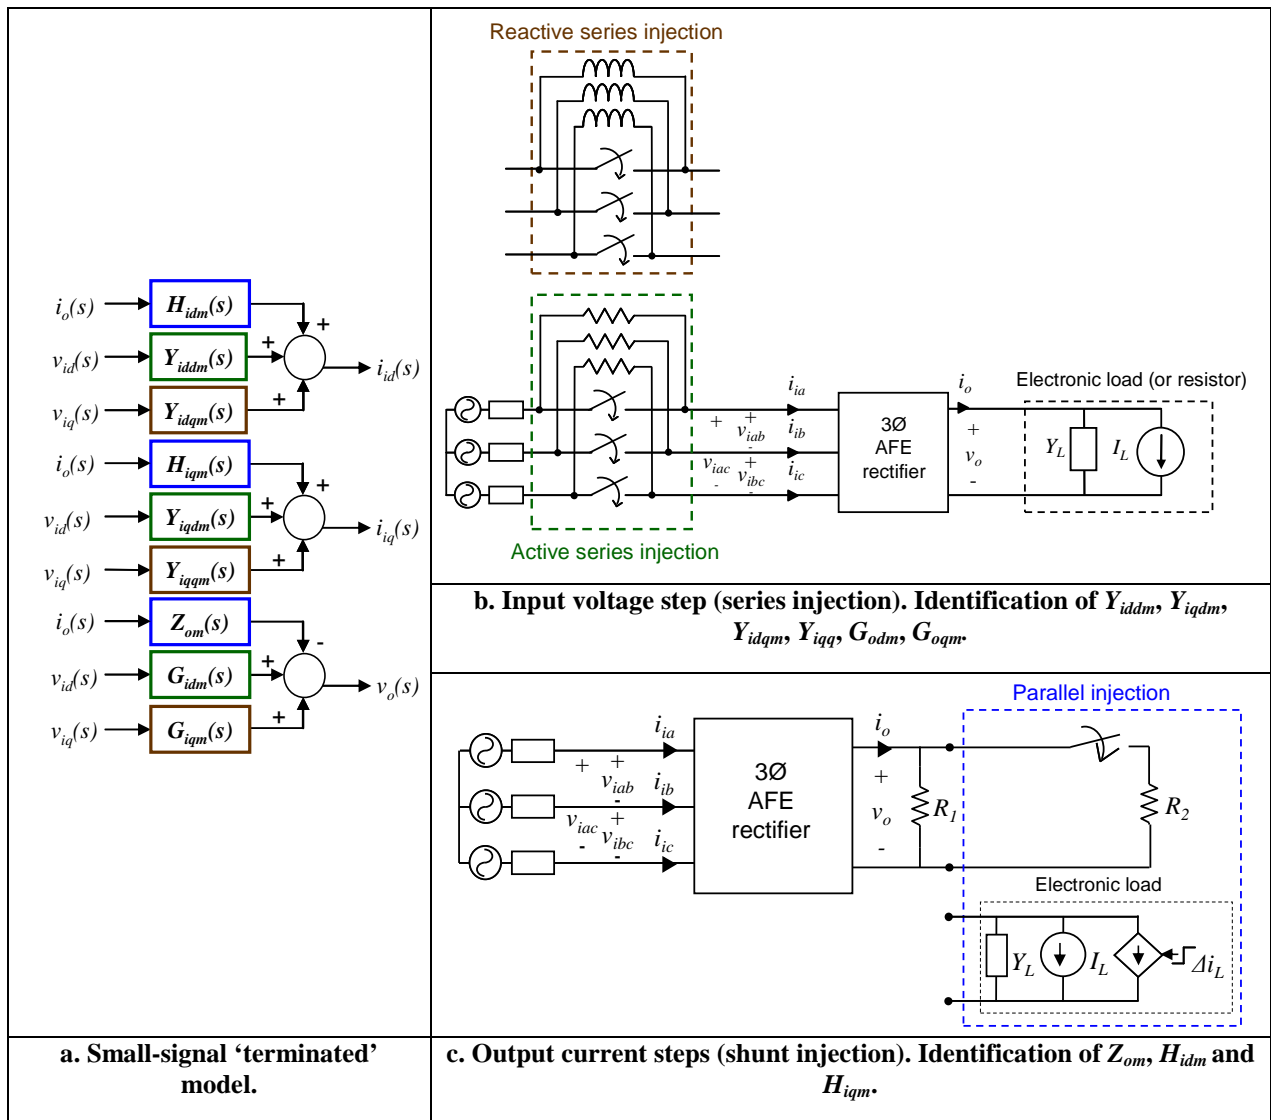 i_o(s)
H_idm(s)
+
v_id(s)
Y_iddm(s)
+
i_id(s)
v_iq(s)
Y_idqm(s)
+
i_o(s)
H_iqm(s)
+
v_id(s)
Y_iqdm(s)
+
i_iq(s)
v_iq(s)
Y_iqqm(s)
+
i_o(s)
Z_om(s)
-
v_id(s)
G_idm(s)
+
v_o(s)
v_iq(s)
G_iqm(s)
+
a. Small-signal ‘terminated’
model.
Reactive series injection
i_ia
i_o
Electronic load (or resistor)
+ + v_iab -
i_ib
3Ø
AFE
rectifier
+
v_o
-
Y_L
I_L
v_iac + v_ibc
- -
i_ic
Active series injection
b. Input voltage step (series injection). Identification of Y_iddm, Y_iqdm,
Y_idqm, Y_iqq, G_odm, G_oqm.
Parallel injection
i_ia
i_o
+ + v_iab -
i_ib
3Ø
AFE
rectifier
+
v_o
-
R_1
R_2
v_iac + v_ibc
- -
i_ic
Electronic load
Y_L
I_L
Δi_L
c. Output current steps (shunt injection). Identification of Z_om, H_idm and
H_iqm.